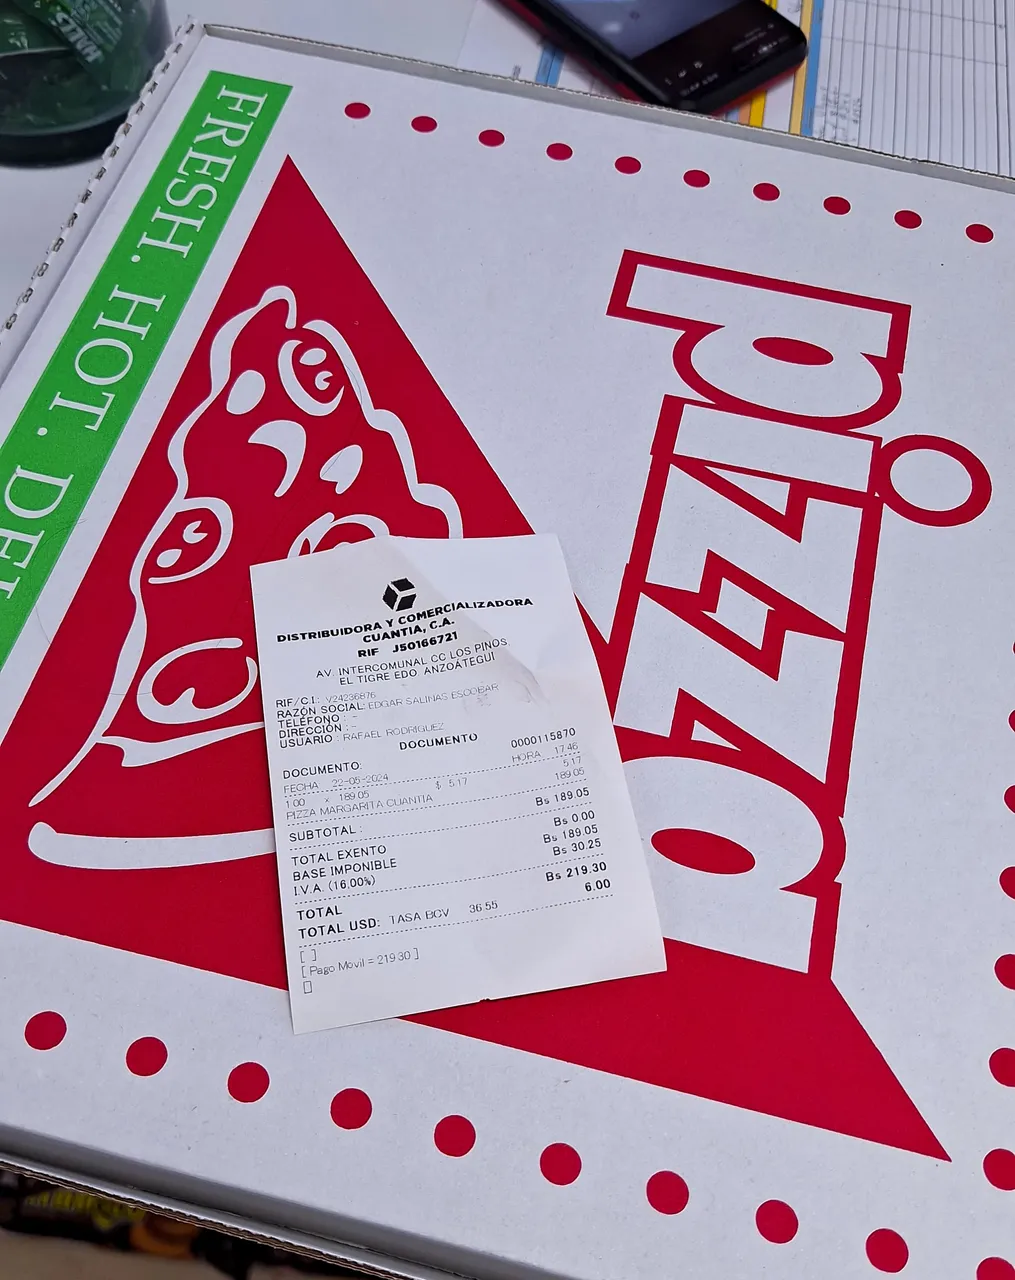 FRESH. HOT. DEL
pizza
DISTRIBUIDORA Y COMERCIALIZADORA
CUANTIA, C.A.
RIF J50166721
AV. INTERCOMUNAL CC LOS PINOS.
EL TIGRE EDO ANZOATEGUI
RIF/C.I.: V24236876
RAZÓN SOCIAL: EDGAR SALINAS ESCOBAR
TELÉFONO : -
DIRECCIÓN : -
USUARIO : RAFAEL RODRIGUEZ
DOCUMENTO
DOCUMENTO: 0000115870
FECHA 22-05-2024 HORA 17:46
1.00 x 189.05 $ 5.17 5.17
PIZZA MARGARITA CUANTIA 189.05
SUBTOTAL : Bs 189.05
TOTAL EXENTO Bs 0.00
BASE IMPONIBLE Bs 189.05
I.V.A. (16,00%) Bs 30.25
TOTAL Bs 219.30
TOTAL USD: TASA BCV 36.55 6.00
[ ]
[ Pago Movil = 219.30 ]